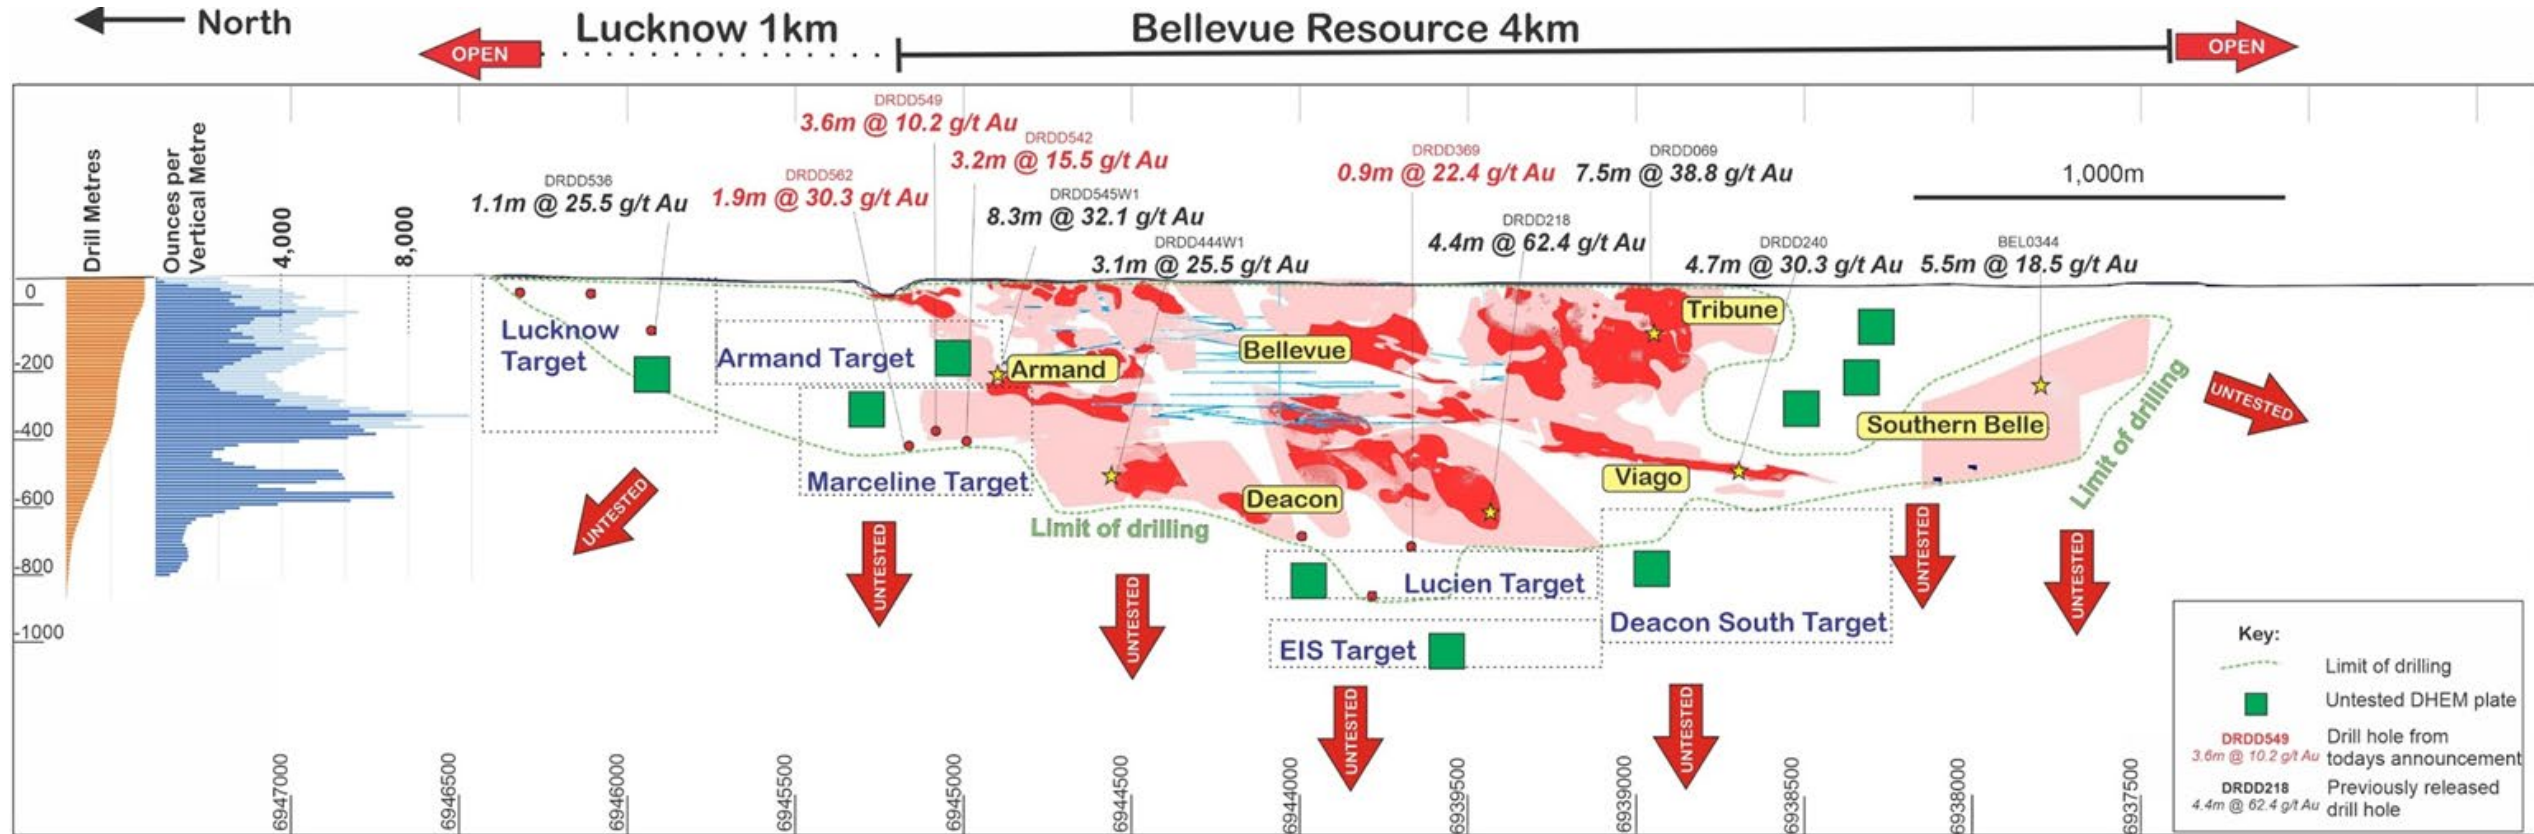 North
Lucknow 1km
Bellevue Resource 4km
OPEN
OPEN
DRDD549
3.6m @ 10.2 g/t Au
DRDD542
3.2m @ 15.5 g/t Au
DRDD369
0.9m @ 22.4 g/t Au
DRDD069
7.5m @ 38.8 g/t Au
1,000m
DRDD536
1.1m @ 25.5 g/t Au
DRDD562
1.9m @ 30.3 g/t Au
DRDD545W1
8.3m @ 32.1 g/t Au
DRDD218
4.4m @ 62.4 g/t Au
DRDD444W1
3.1m @ 25.5 g/t Au
DRDD240
4.7m @ 30.3 g/t Au
BEL0344
5.5m @ 18.5 g/t Au
Drill Metres
Ounces per
Vertical Metre
4,000
8,000
0
-200
-400
-600
-800
-1000
Lucknow
Target
Armand Target
Armand
Bellevue
Tribune
Southern Belle
Marceline Target
Deacon
Viago
Limit of drilling
Limit of drilling
Lucien Target
Deacon South Target
EIS Target
UNTESTED
UNTESTED
UNTESTED
UNTESTED
UNTESTED
UNTESTED
UNTESTED
UNTESTED
6947000
6946500
6946000
6945500
6945000
6944500
6944000
6939500
6939000
6938500
6938000
6937500
Key:
Limit of drilling
Untested DHEM plate
DRDD549
3.6m @ 10.2 g/t Au
Drill hole from
todays announcement
DRDD218
4.4m @ 62.4 g/t Au
Previously released
drill hole